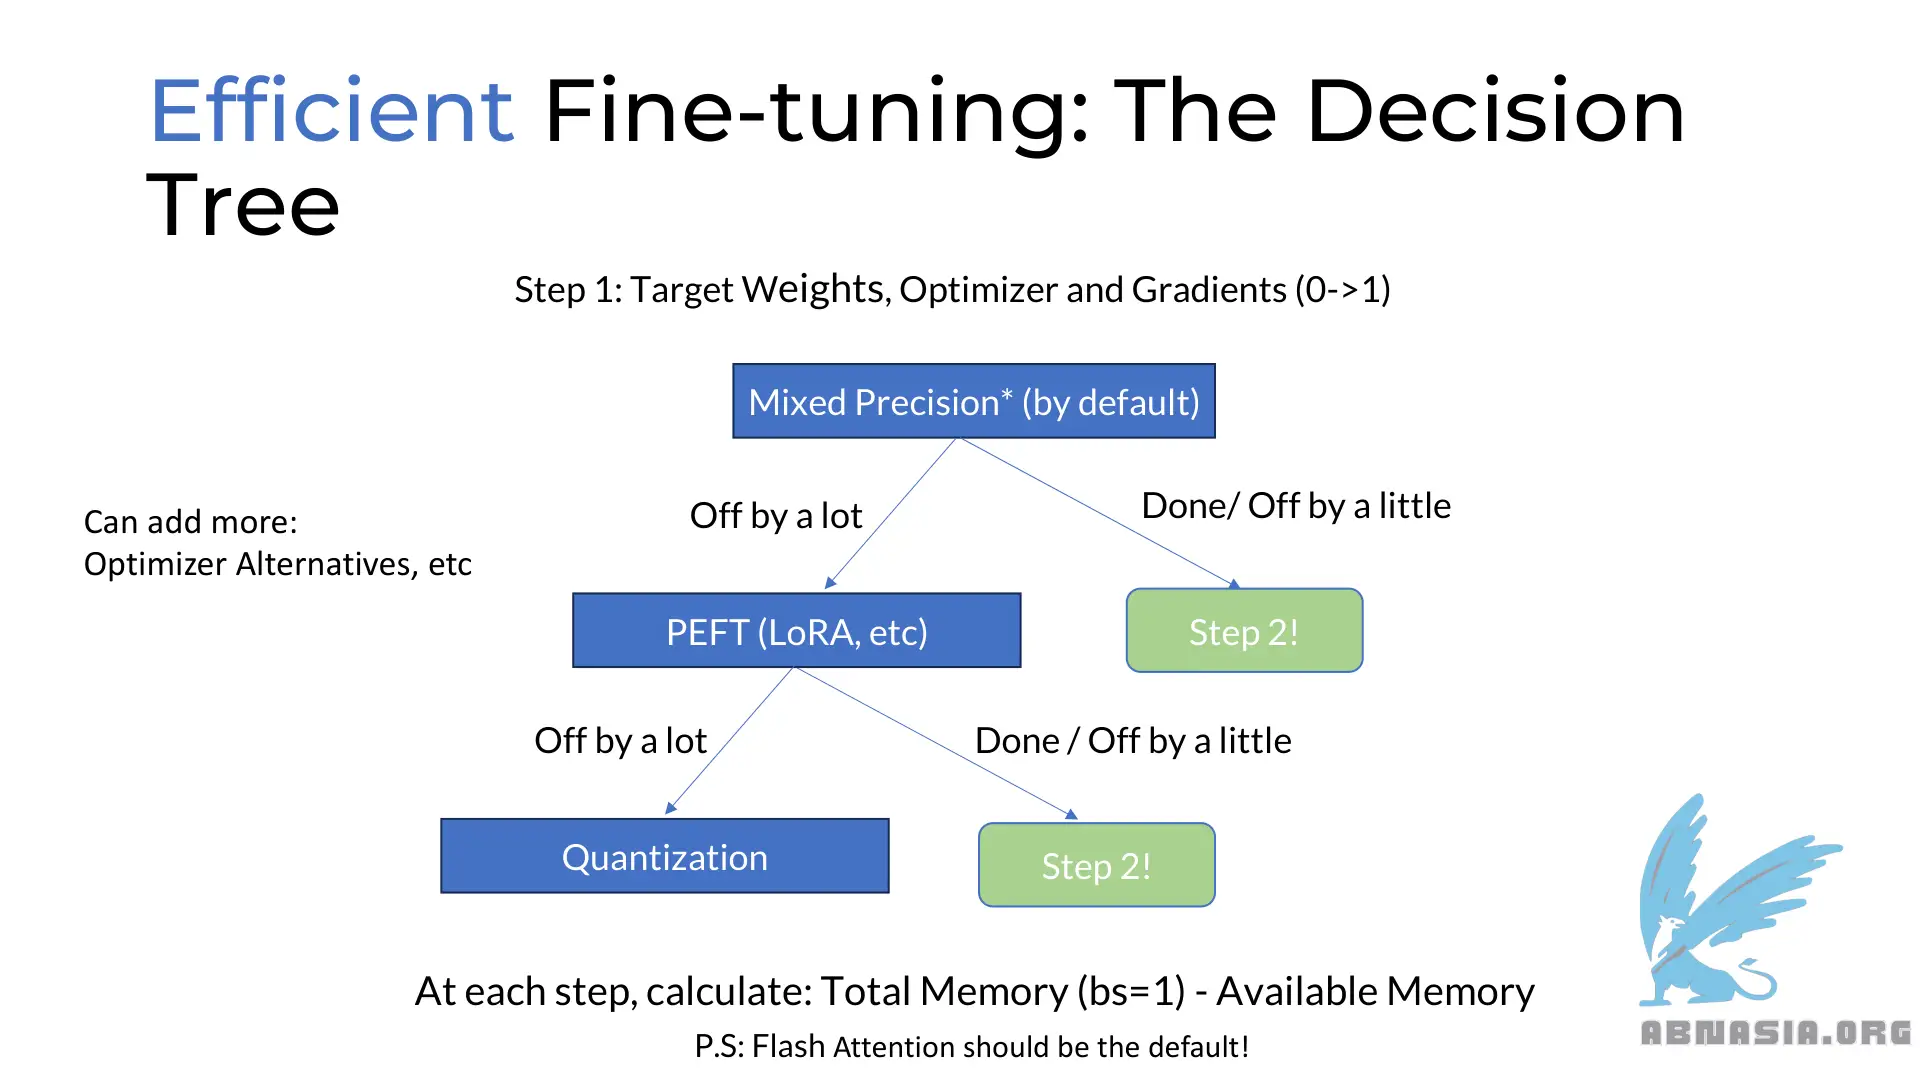 Efficient Fine-tuning: The Decision
Tree
Step 1: Target Weights, Optimizer and Gradients (0->1)
Mixed Precision* (by default)
Off by a lot
Done/ Off by a little
Can add more:
Optimizer Alternatives, etc
PEFT (LoRA, etc)
Step 2!
Off by a lot
Done / Off by a little
Quantization
Step 2!
At each step, calculate: Total Memory (bs=1) - Available Memory
P.S: Flash Attention should be the default!
ABNASIA.ORG